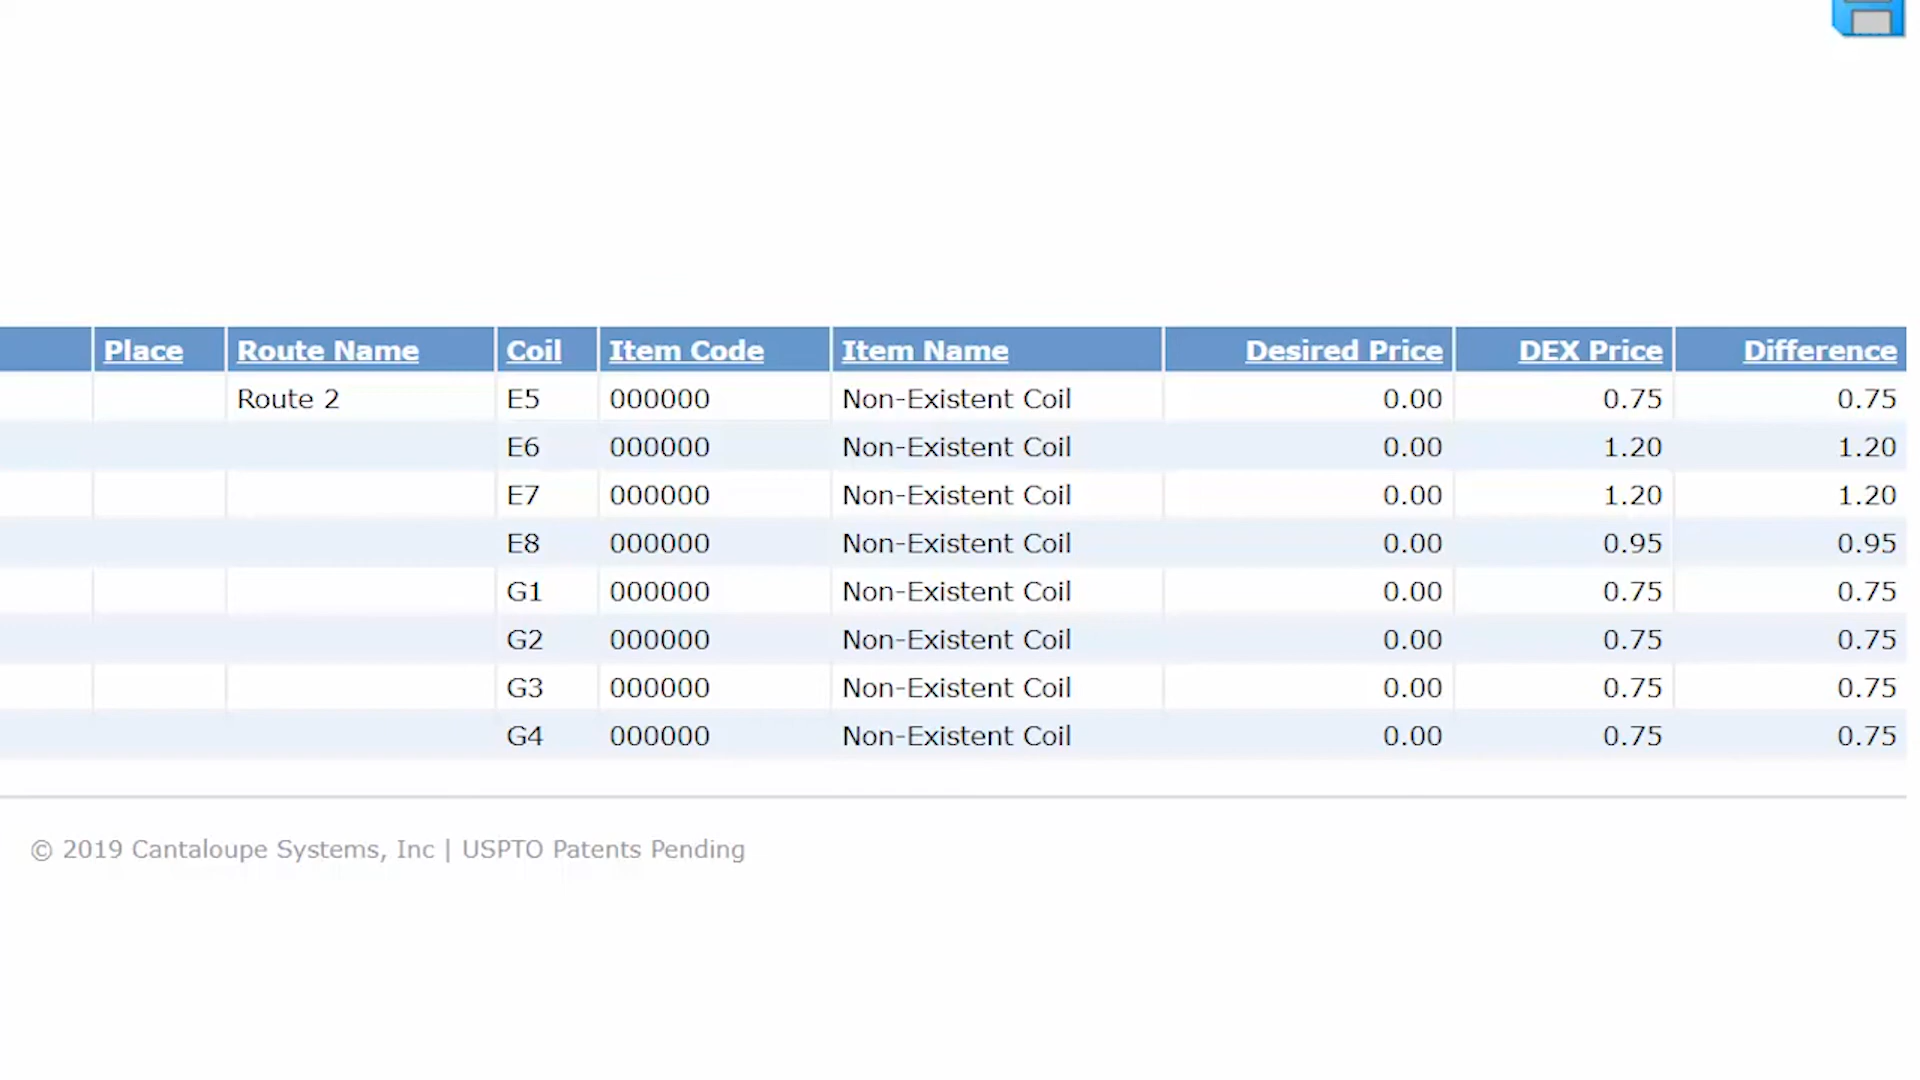 Place Route Name Coil Item Code Item Name Desired Price DEX Price Difference
Route 2 E5 000000 Non-Existent Coil 0.00 0.75 0.75
E6 000000 Non-Existent Coil 0.00 1.20 1.20
E7 000000 Non-Existent Coil 0.00 1.20 1.20
E8 000000 Non-Existent Coil 0.00 0.95 0.95
G1 000000 Non-Existent Coil 0.00 0.75 0.75
G2 000000 Non-Existent Coil 0.00 0.75 0.75
G3 000000 Non-Existent Coil 0.00 0.75 0.75
G4 000000 Non-Existent Coil 0.00 0.75 0.75
© 2019 Cantaloupe Systems, Inc | USPTO Patents Pending